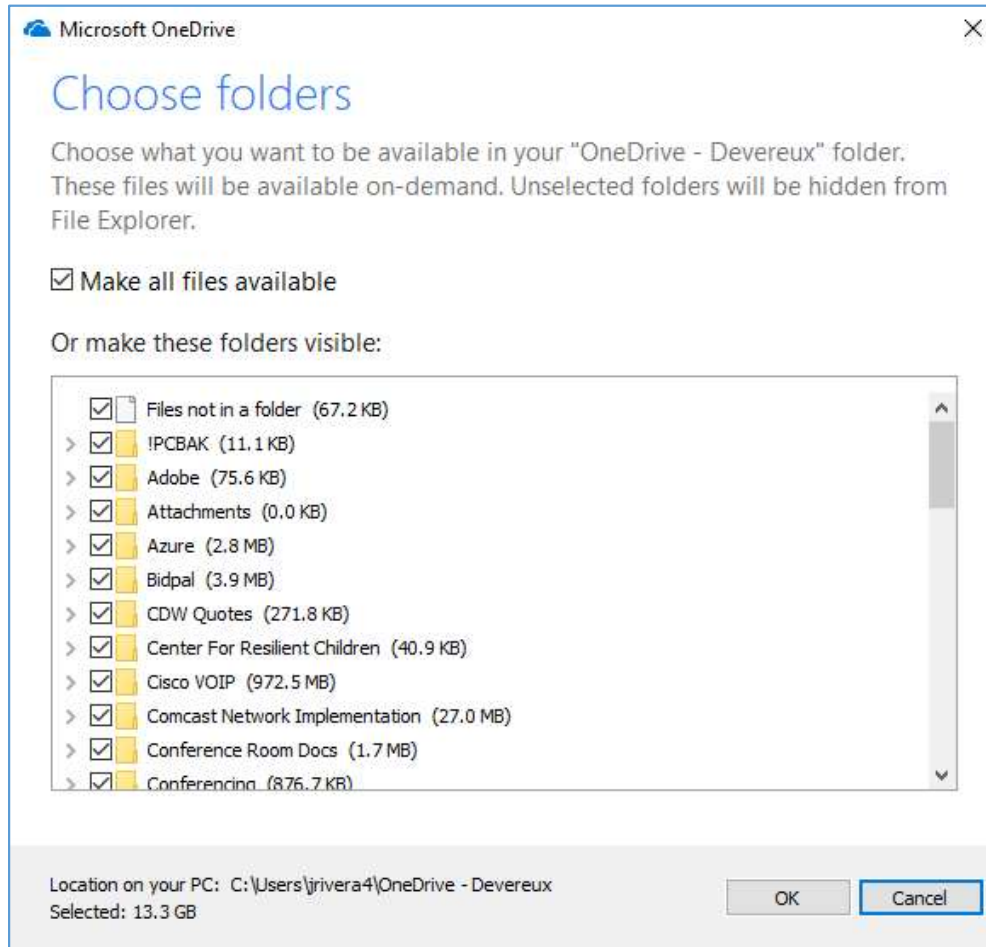 Microsoft OneDrive
Choose folders
Choose what you want to be available in your "OneDrive - Devereux" folder.
These files will be available on-demand. Unselected folders will be hidden from
File Explorer.
Make all files available
Or make these folders visible:
Files not in a folder (67.2 KB)
!PCBAK (11.1 KB)
Adobe (75.6 KB)
Attachments (0.0 KB)
Azure (2.8 MB)
Bidpal (3.9 MB)
CDW Quotes (271.8 KB)
Center For Resilient Children (40.9 KB)
Cisco VOIP (972.5 MB)
Comcast Network Implementation (27.0 MB)
Conference Room Docs (1.7 MB)
Conferencing (876.7 KB)
Location on your PC: C:\Users\jrivera4\OneDrive - Devereux
Selected: 13.3 GB
OK
Cancel